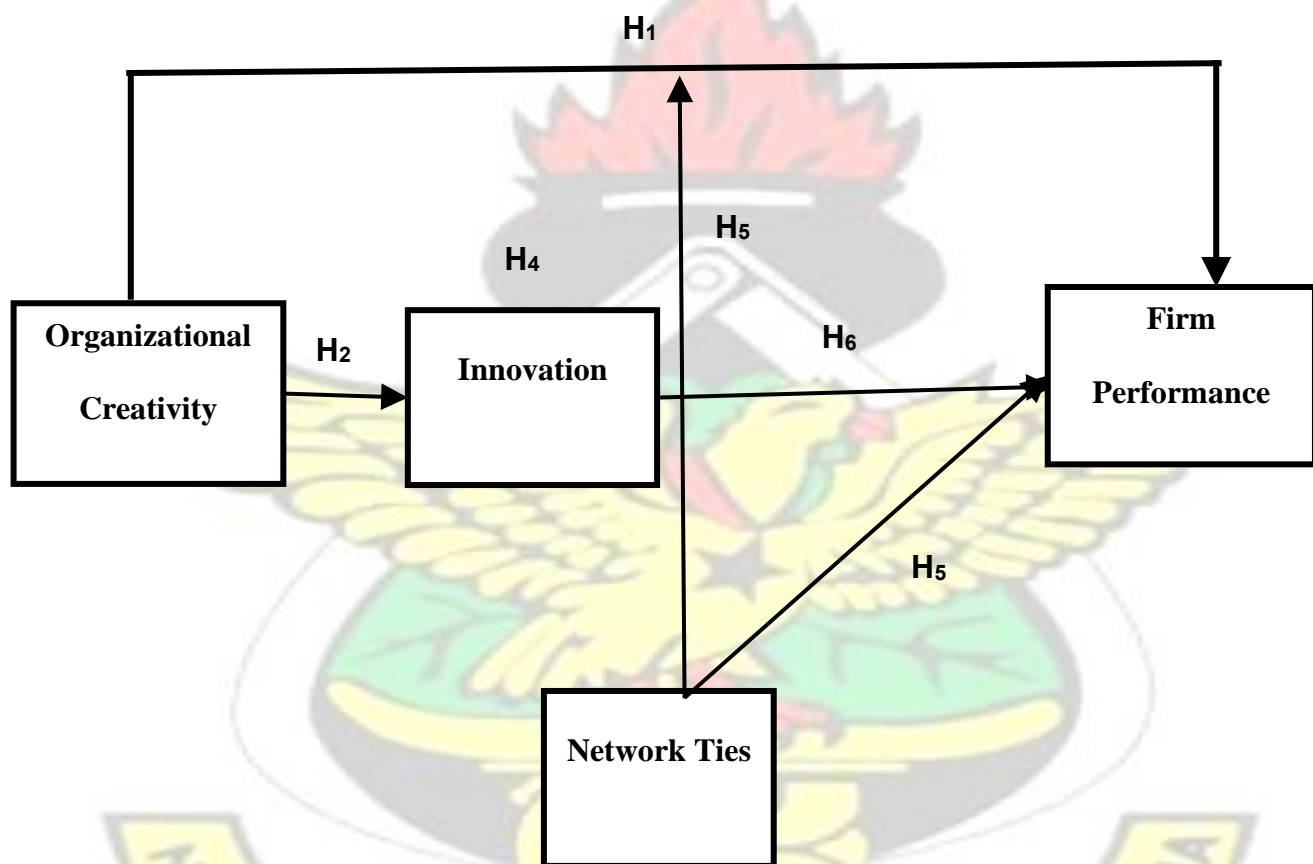 H1
H5
H4
Organizational
Creativity
H2
Innovation
H6
Firm
Performance
H5
Network Ties